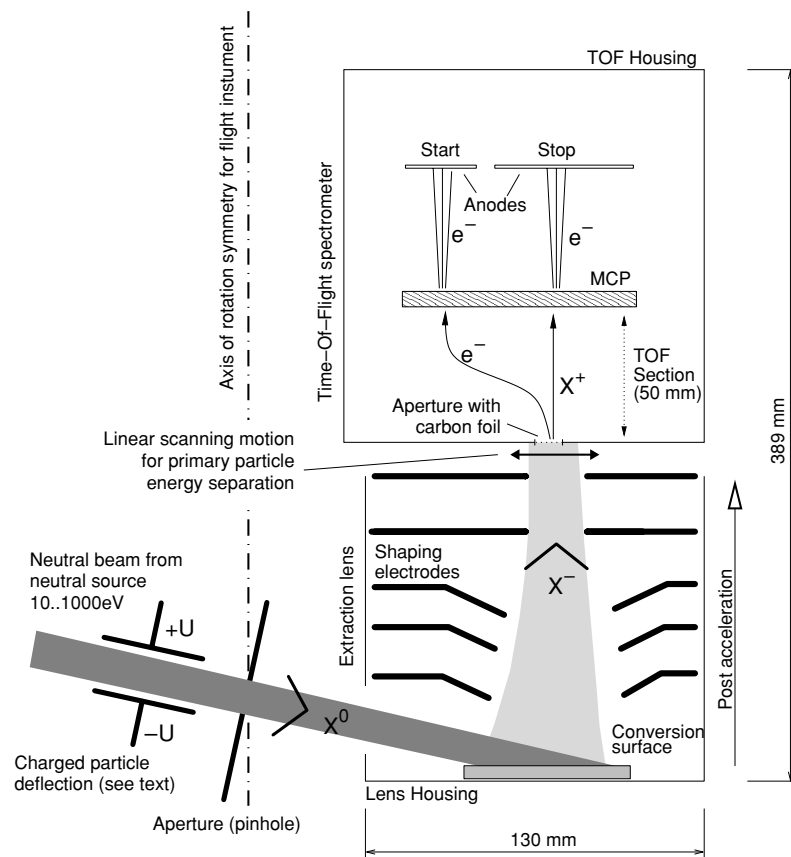 TOF Housing
Axis of rotation symmetry for flight instument
Time-Of-Flight spectrometer
Start
Stop
Anodes
e⁻
e⁻
MCP
e⁻
X⁺
TOF
Section
(50 mm)
Aperture with
carbon foil
Linear scanning motion
for primary particle
energy separation
389 mm
Shaping
electrodes
X⁻
Extraction lens
Post acceleration
Neutral beam from
neutral source
10..1000eV
+U
-U
X⁰
Conversion
surface
Charged particle
deflection (see text)
Lens Housing
Aperture (pinhole)
130 mm